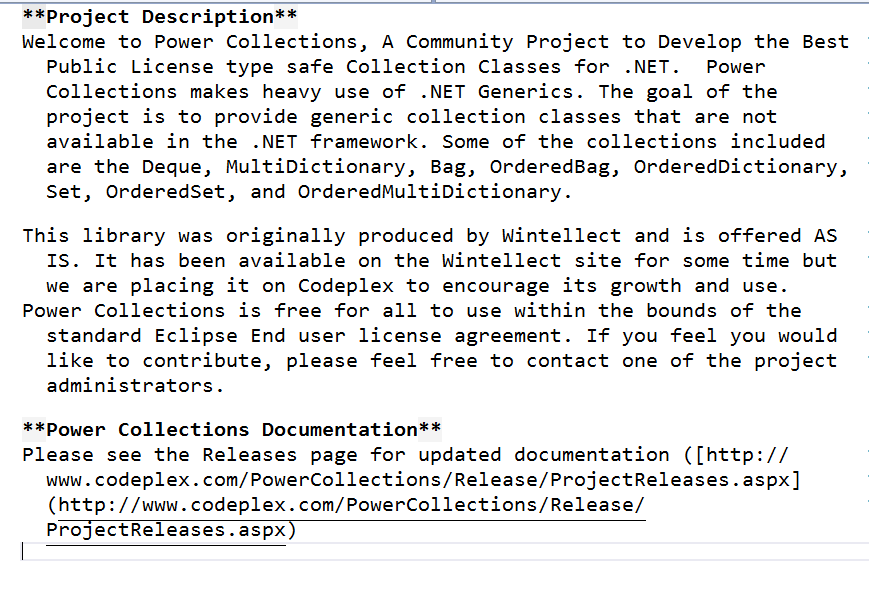 **Project Description**
Welcome to Power Collections, A Community Project to Develop the Best
Public License type safe Collection Classes for .NET.  Power
Collections makes heavy use of .NET Generics. The goal of the
project is to provide generic collection classes that are not
available in the .NET framework. Some of the collections included
are the Deque, MultiDictionary, Bag, OrderedBag, OrderedDictionary,
Set, OrderedSet, and OrderedMultiDictionary.
This library was originally produced by Wintellect and is offered AS
IS. It has been available on the Wintellect site for some time but
we are placing it on Codeplex to encourage its growth and use.
Power Collections is free for all to use within the bounds of the
standard Eclipse End user license agreement. If you feel you would
like to contribute, please feel free to contact one of the project
administrators.
**Power Collections Documentation**
Please see the Releases page for updated documentation ([http://
www.codeplex.com/PowerCollections/Release/ProjectReleases.aspx]
(http://www.codeplex.com/PowerCollections/Release/
ProjectReleases.aspx)